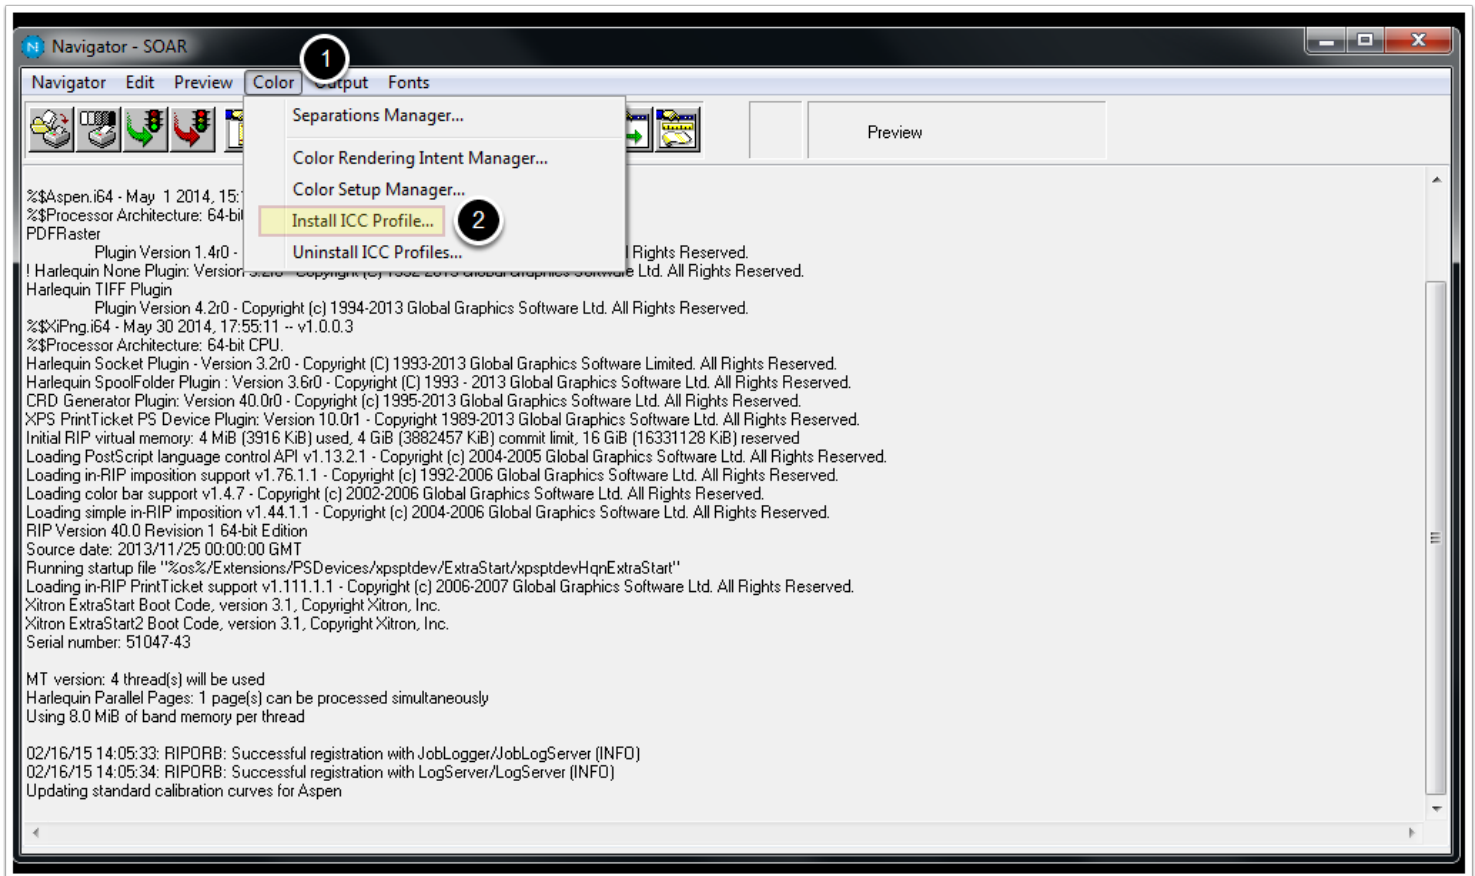 Navigator - SOAR
1
Navigator Edit Preview Color Output Fonts
Separations Manager...
Preview
Color Rendering Intent Manager...
Color Setup Manager...
Install ICC Profile... 2
Uninstall ICC Profiles...
%$Aspen.i64 - May 1 2014, 15:
%$Processor Architecture: 64-bi
PDFRaster
Plugin Version 1.4r0 - l Rights Reserved.
! Harlequin None Plugin: Version 3.2r0 - Copyright (C) 1992-2013 Global Graphics Software Ltd. All Rights Reserved.
Harlequin TIFF Plugin
Plugin Version 4.2r0 - Copyright (c) 1994-2013 Global Graphics Software Ltd. All Rights Reserved.
%$XiPng.i64 - May 30 2014, 17:55:11 -- v1.0.0.3
%$Processor Architecture: 64-bit CPU.
Harlequin Socket Plugin - Version 3.2r0 - Copyright (C) 1993-2013 Global Graphics Software Limited. All Rights Reserved.
Harlequin SpoolFolder Plugin : Version 3.6r0 - Copyright (C) 1993 - 2013 Global Graphics Software Ltd. All Rights Reserved.
CRD Generator Plugin: Version 40.0r0 - Copyright (c) 1995-2013 Global Graphics Software Ltd. All Rights Reserved.
XPS PrintTicket PS Device Plugin: Version 10.0r1 - Copyright 1989-2013 Global Graphics Software Ltd. All Rights Reserved.
Initial RIP virtual memory: 4 MiB (3916 KiB) used, 4 GiB (3882457 KiB) commit limit, 16 GiB (16331128 KiB) reserved
Loading PostScript language control API v1.13.2.1 - Copyright (c) 2004-2005 Global Graphics Software Ltd. All Rights Reserved.
Loading in-RIP imposition support v1.76.1.1 - Copyright (c) 1992-2006 Global Graphics Software Ltd. All Rights Reserved.
Loading color bar support v1.4.7 - Copyright (c) 2002-2006 Global Graphics Software Ltd. All Rights Reserved.
Loading simple in-RIP imposition v1.44.1.1 - Copyright (c) 2004-2006 Global Graphics Software Ltd. All Rights Reserved.
RIP Version 40.0 Revision 1 64-bit Edition
Source date: 2013/11/25 00:00:00 GMT
Running startup file "%os%/Extensions/PSDevices/xpsptdev/ExtraStart/xpsptdevHqnExtraStart"
Loading in-RIP PrintTicket support v1.111.1.1 - Copyright (c) 2006-2007 Global Graphics Software Ltd. All Rights Reserved.
Xitron ExtraStart Boot Code, version 3.1, Copyright Xitron, Inc.
Xitron ExtraStart2 Boot Code, version 3.1, Copyright Xitron, Inc.
Serial number: 51047-43
MT version: 4 thread(s) will be used
Harlequin Parallel Pages: 1 page(s) can be processed simultaneously
Using 8.0 MiB of band memory per thread
02/16/15 14:05:33: RIPORB: Successful registration with JobLogger/JobLogServer (INFO)
02/16/15 14:05:34: RIPORB: Successful registration with LogServer/LogServer (INFO)
Updating standard calibration curves for Aspen